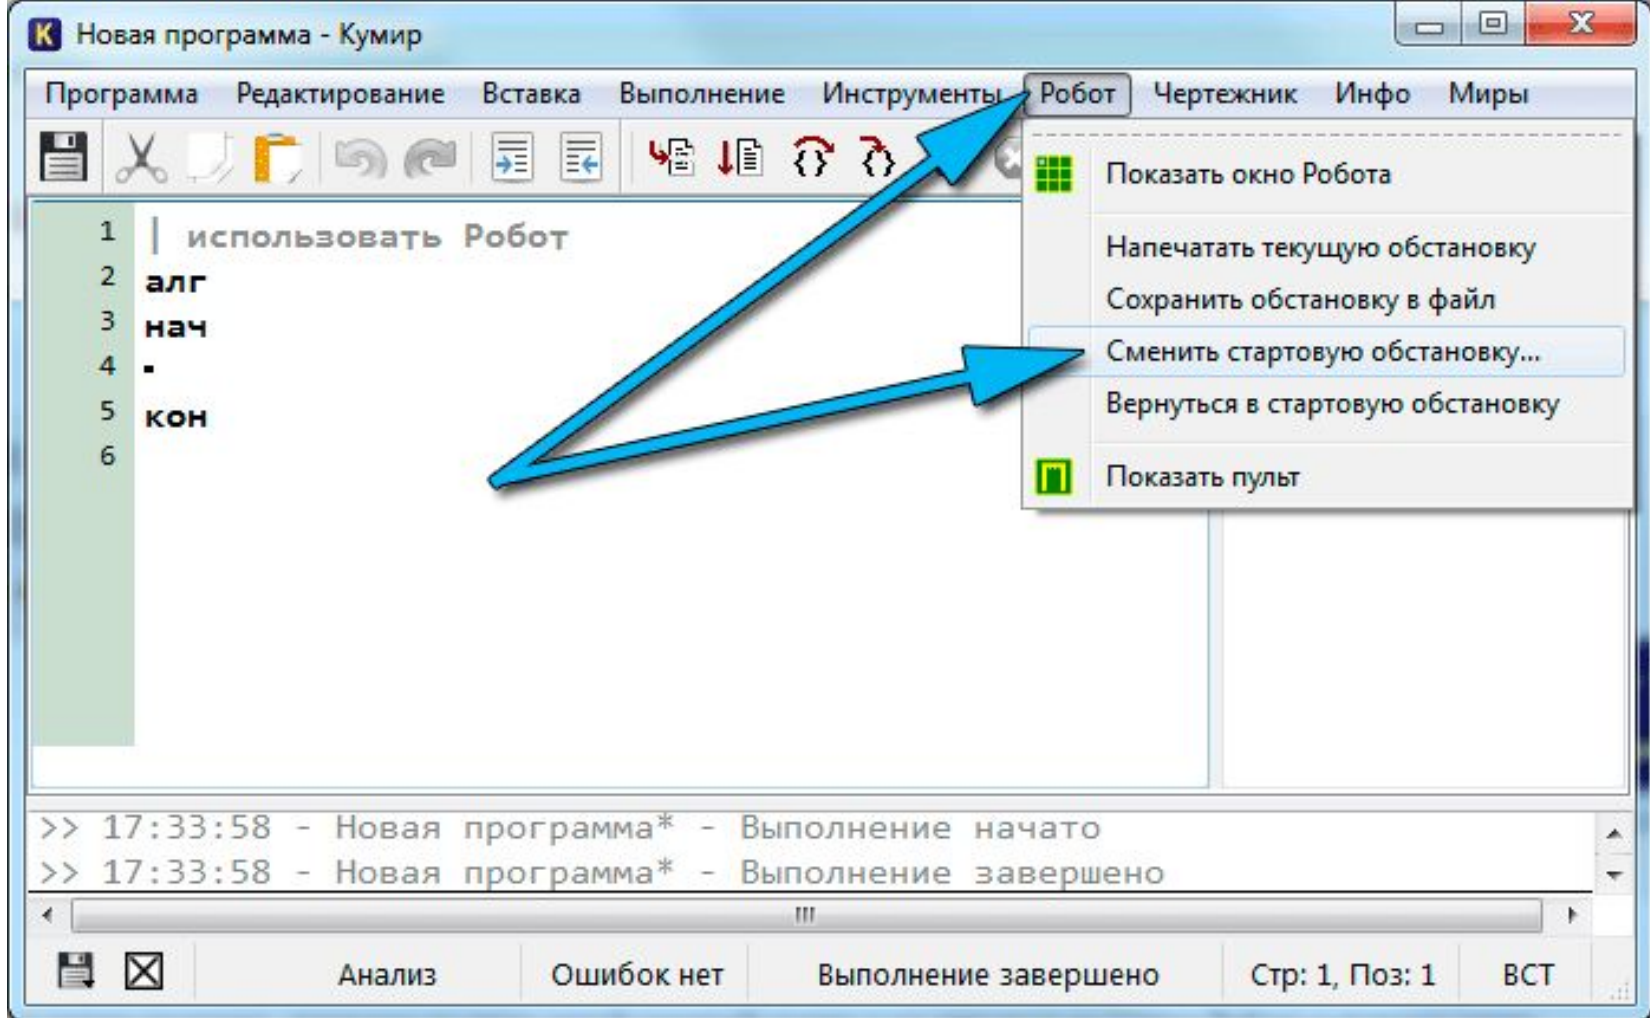 Новая программа - Кумир
Программа Редактирование Вставка Выполнение Инструменты Робот Чертежник Инфо Миры
Показать окно Робота
Напечатать текущую обстановку
Сохранить обстановку в файл
Сменить стартовую обстановку...
Вернуться в стартовую обстановку
Показать пульт
1 | использовать Робот
2 алг
3 нач
4 ▪
5 кон
6
>> 17:33:58 - Новая программа* - Выполнение начато
>> 17:33:58 - Новая программа* - Выполнение завершено
Анализ Ошибок нет Выполнение завершено Стр: 1, Поз: 1 ВСТ